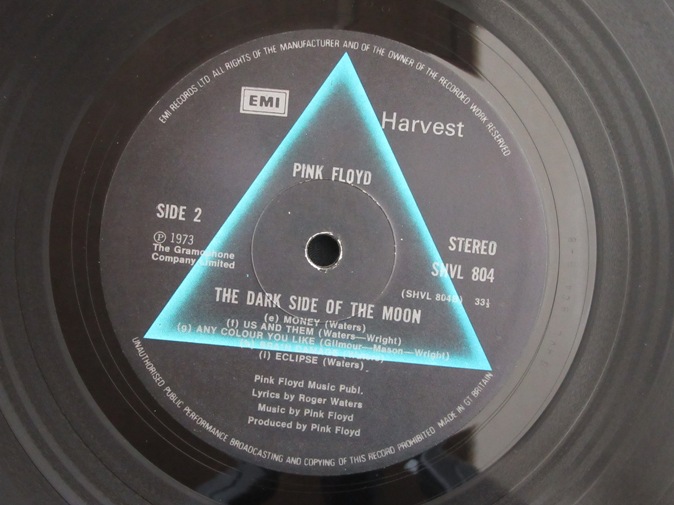 EMI RECORDS LTD ALL RIGHTS OF THE MANUFACTURER AND OF THE OWNER OF THE RECORDED WORK RESERVED
EMI
Harvest
PINK FLOYD
SIDE 2
STEREO
Ⓟ 1973
The Gramophone
Company Limited
SHVL 804
(SHVL 804B) 33⅓
THE DARK SIDE OF THE MOON
(e) MONEY (Waters)
(f) US AND THEM (Waters—Wright)
(g) ANY COLOUR YOU LIKE (Gilmour—Mason—Wright)
(i) ECLIPSE (Waters)
Pink Floyd Music Publ.
Lyrics by Roger Waters
Music by Pink Floyd
Produced by Pink Floyd
UNAUTHORISED PUBLIC PERFORMANCE BROADCASTING AND COPYING OF THIS RECORD PROHIBITED MADE IN GT BRITAIN